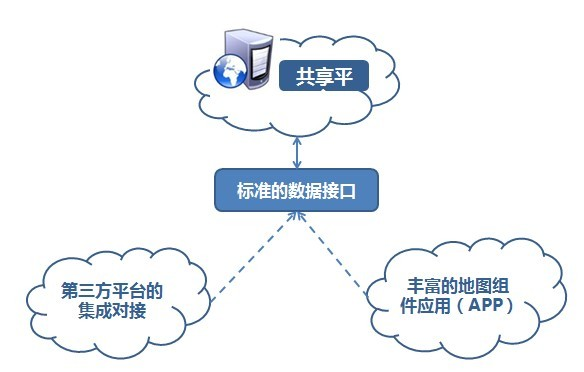 共享平
标准的数据接口
第三方平台的
集成对接
丰富的地图组
件应用（APP）